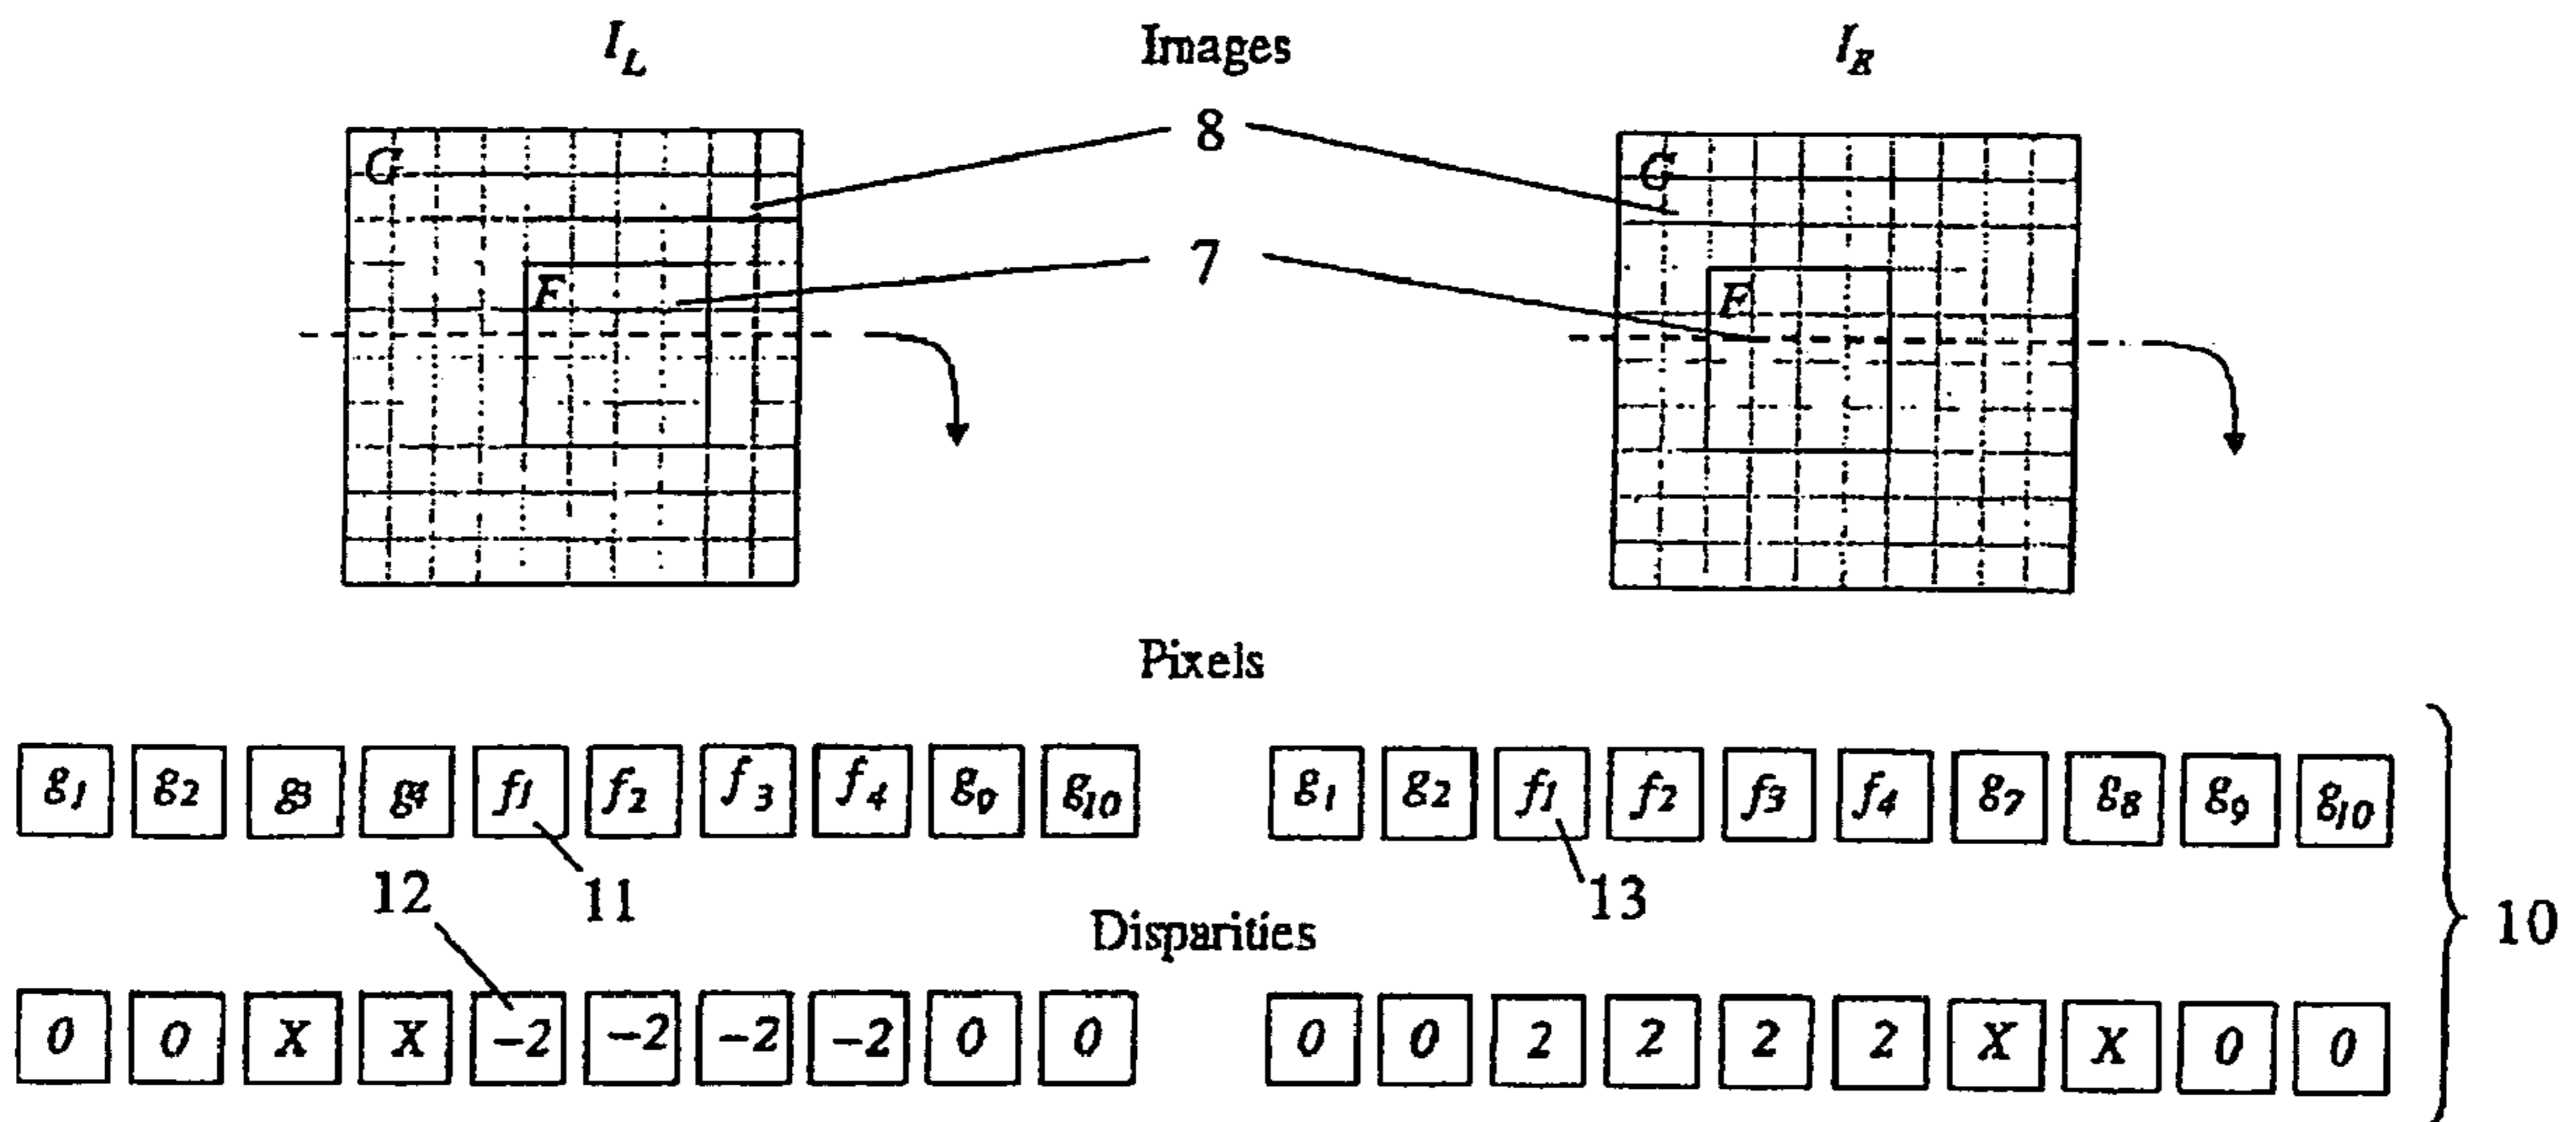 I_L Images I_R
8
G G
7
F F
Pixels
g1 g2 g3 g4 f1 f2 f3 f4 g9 g10 g1 g2 f1 f2 f3 f4 g7 g8 g9 g10
12 11 13
Disparities
10
0 0 X X −2 −2 −2 −2 0 0 0 0 2 2 2 2 X X 0 0